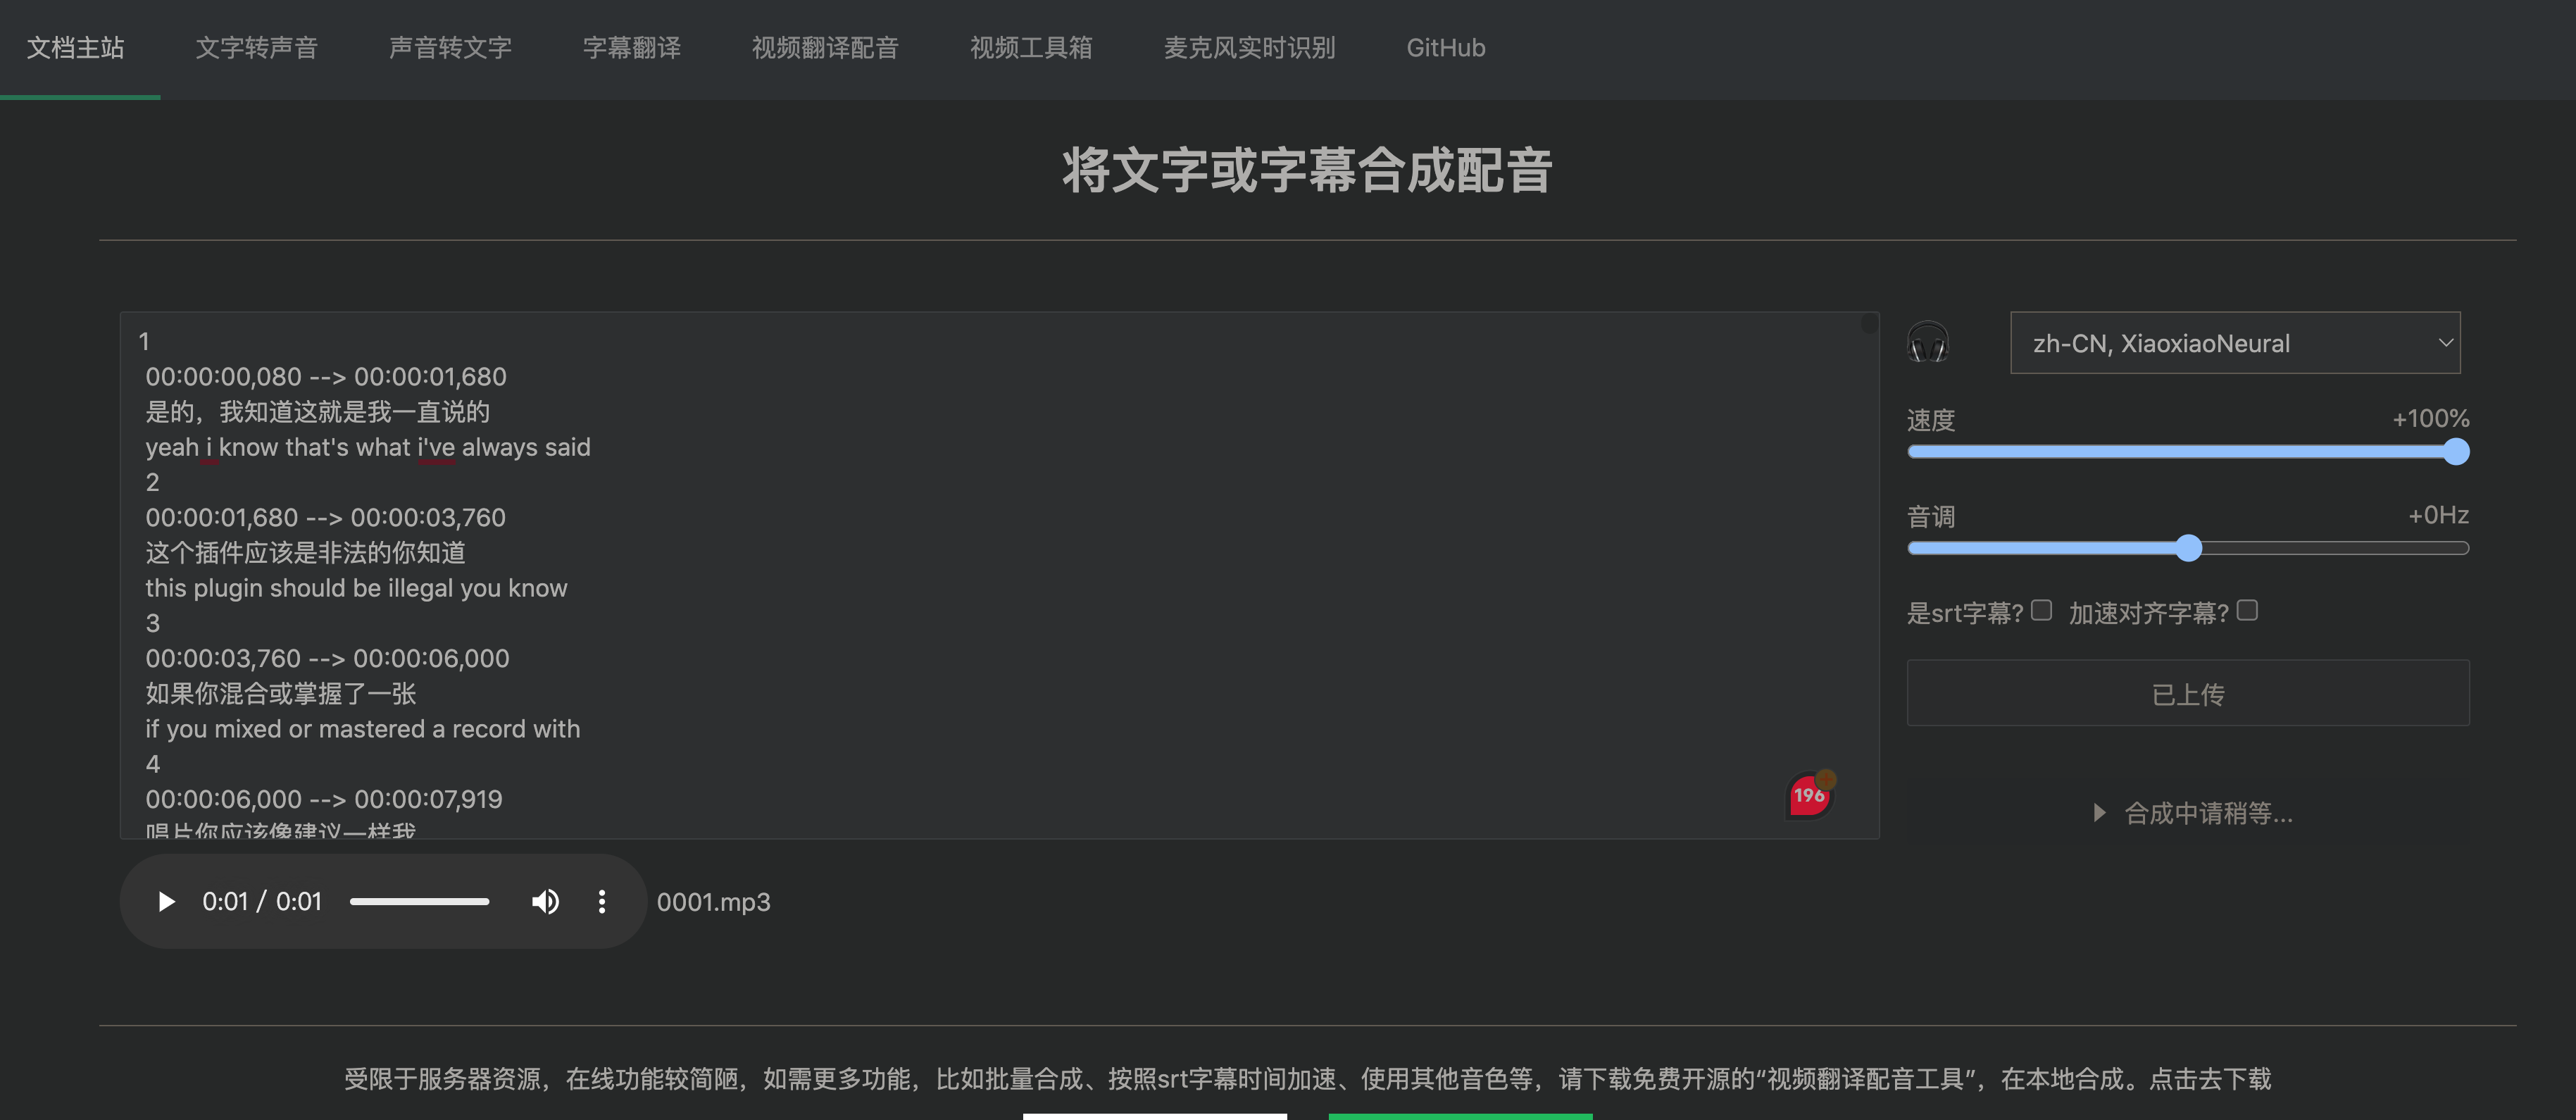 文档主站 文字转声音 声音转文字 字幕翻译 视频翻译配音 视频工具箱 麦克风实时识别 GitHub
将文字或字幕合成配音
1
00:00:00,080 --> 00:00:01,680
是的，我知道这就是我一直说的
yeah i know that's what i've always said
2
00:00:01,680 --> 00:00:03,760
这个插件应该是非法的你知道
this plugin should be illegal you know
3
00:00:03,760 --> 00:00:06,000
如果你混合或掌握了一张
if you mixed or mastered a record with
4
00:00:06,000 --> 00:00:07,919
唱片你应该像建议一样我
196
zh-CN, XiaoxiaoNeural
速度 +100%
音调 +0Hz
是srt字幕? 加速对齐字幕?
已上传
合成中请稍等...
0:01 / 0:01 0001.mp3
受限于服务器资源，在线功能较简陋，如需更多功能，比如批量合成、按照srt字幕时间加速、使用其他音色等，请下载免费开源的“视频翻译配音工具”，在本地合成。点击去下载